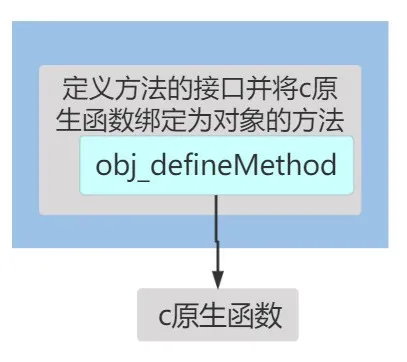 定义方法的接口并将c原
生函数绑定为对象的方法
obj_defineMethod
c原生函数